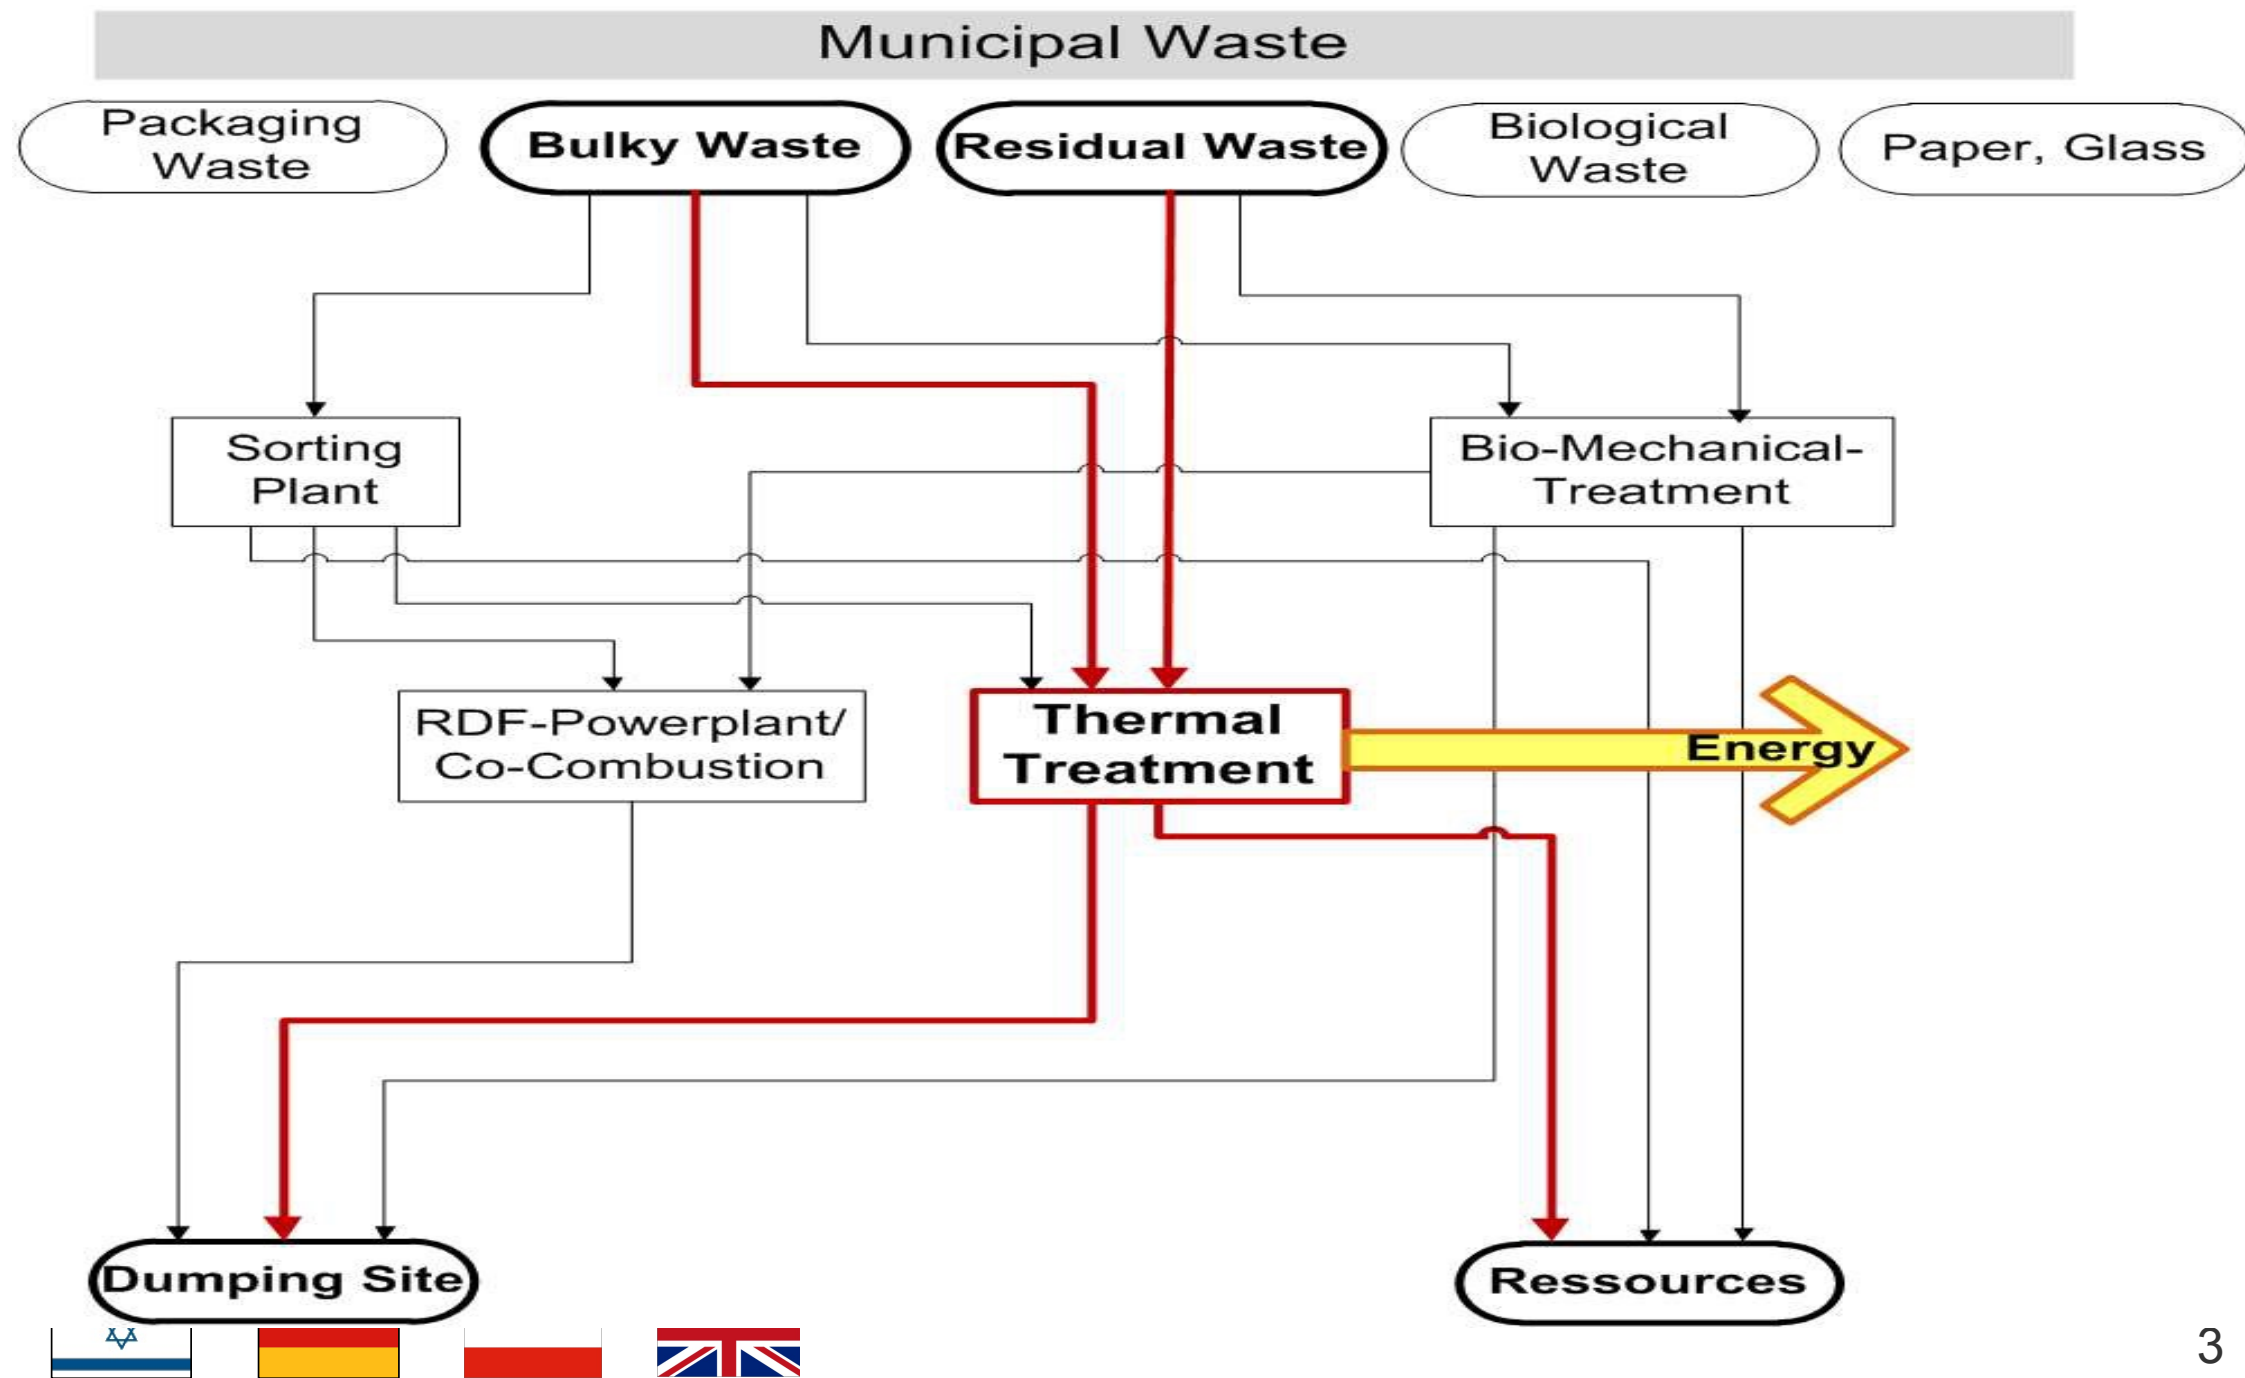 Municipal Waste
Packaging
Waste
Bulky Waste
Residual Waste
Biological
Waste
Paper, Glass
Sorting
Plant
Bio-Mechanical-
Treatment
RDF-Powerplant/
Co-Combustion
Thermal
Treatment
Energy
Dumping Site
Ressources
3